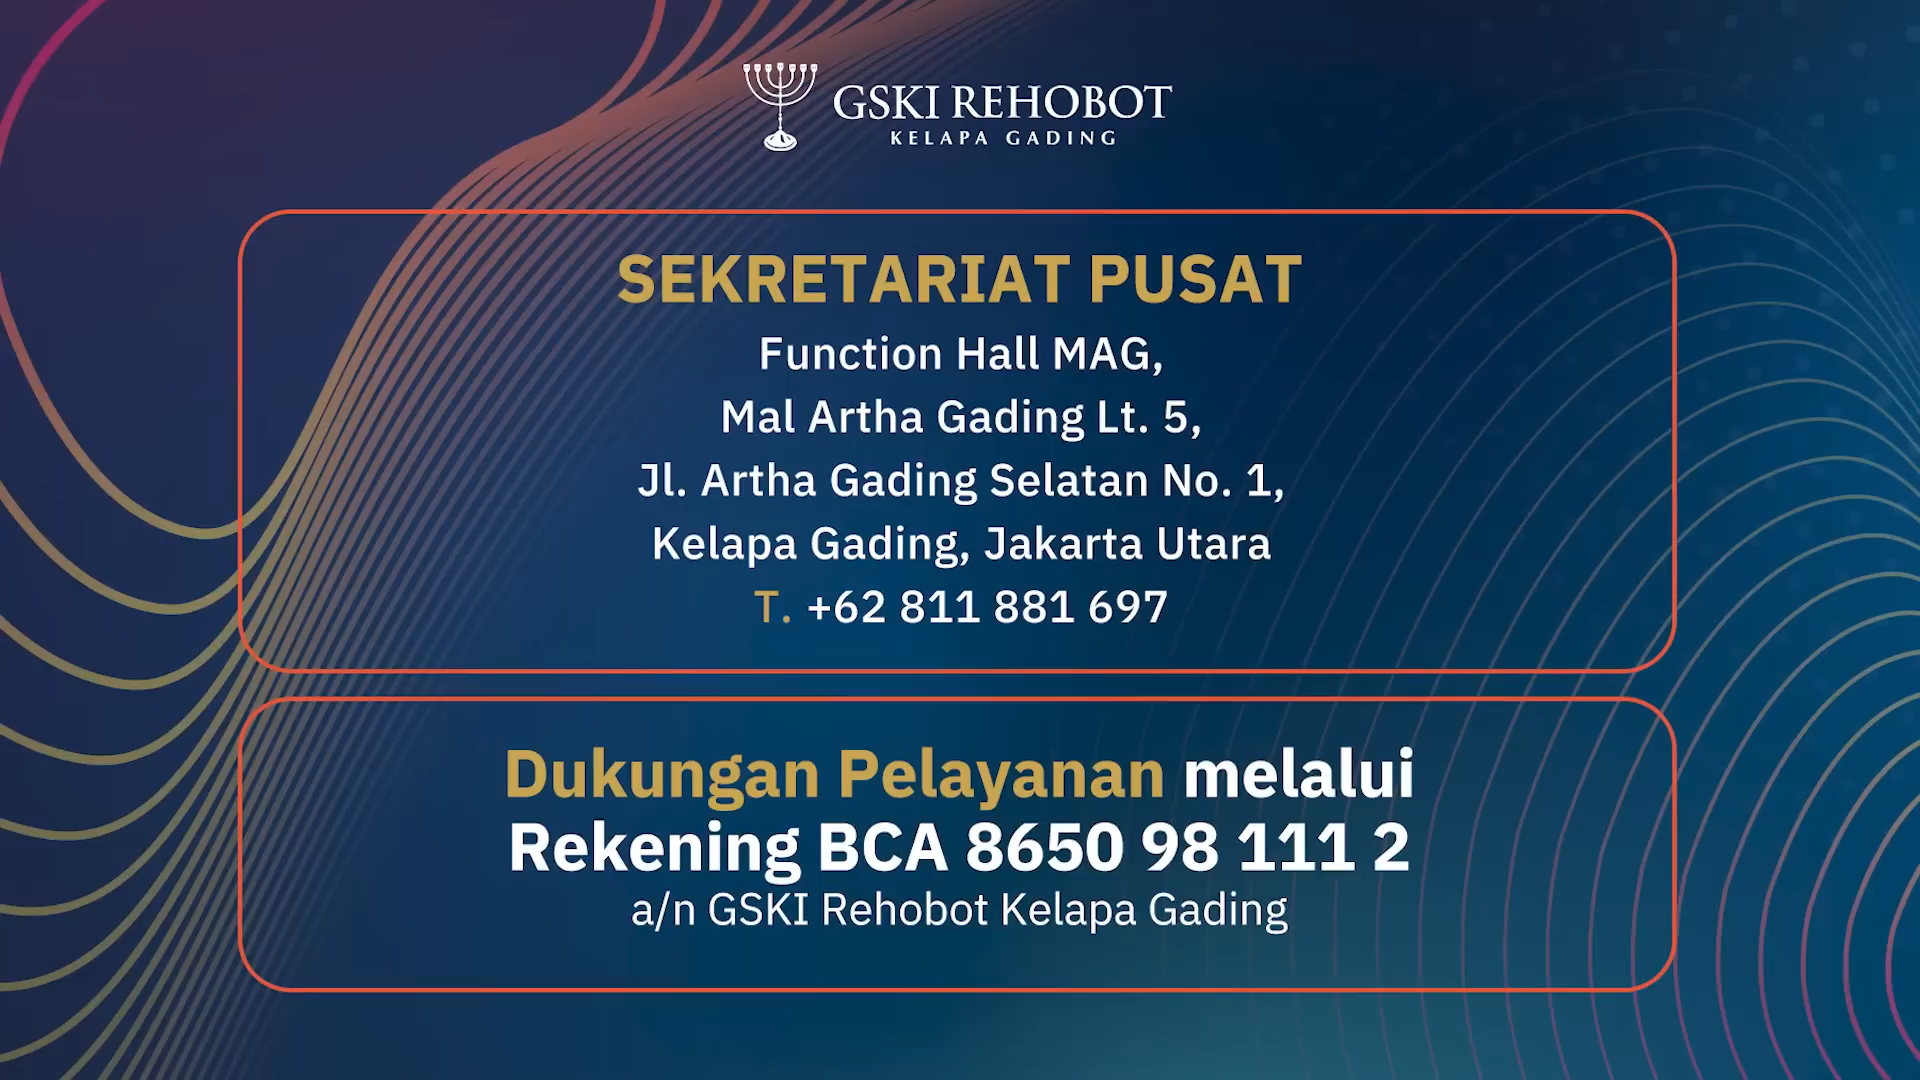 GSKI REHOBOT
KELAPA GADING
SEKRETARIAT PUSAT
Function Hall MAG,
Mal Artha Gading Lt. 5,
Jl. Artha Gading Selatan No. 1,
Kelapa Gading, Jakarta Utara
T. +62 811 881 697
Dukungan Pelayanan melalui
Rekening BCA 8650 98 111 2
a/n GSKI Rehobot Kelapa Gading